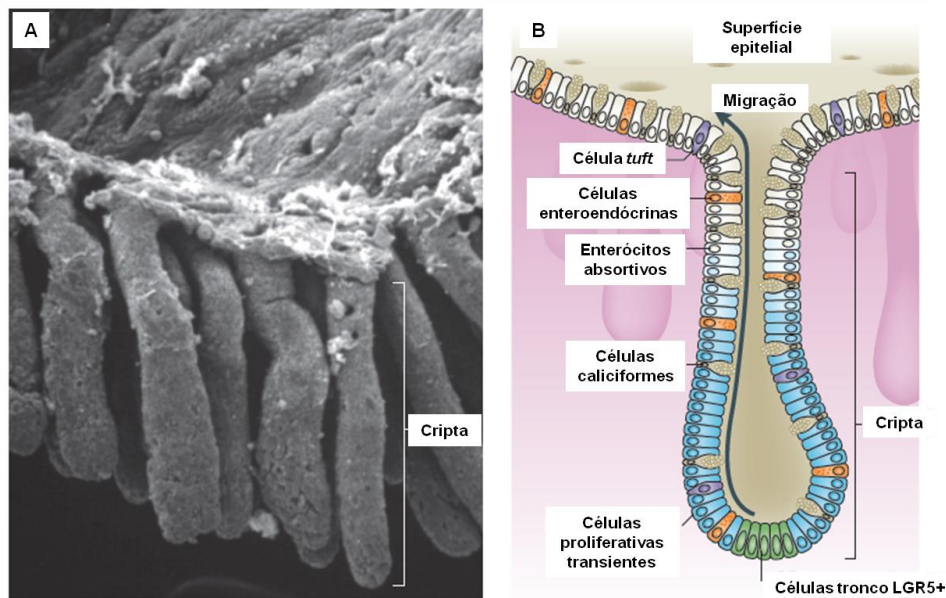 A
Cripta
B
Superfície
epitelial
Migração
Célula tuft
Células
enteroendócrinas
Enterócitos
absortivos
Células
caliciformes
Cripta
Células
proliferativas
transientes
Células tronco LGR5+